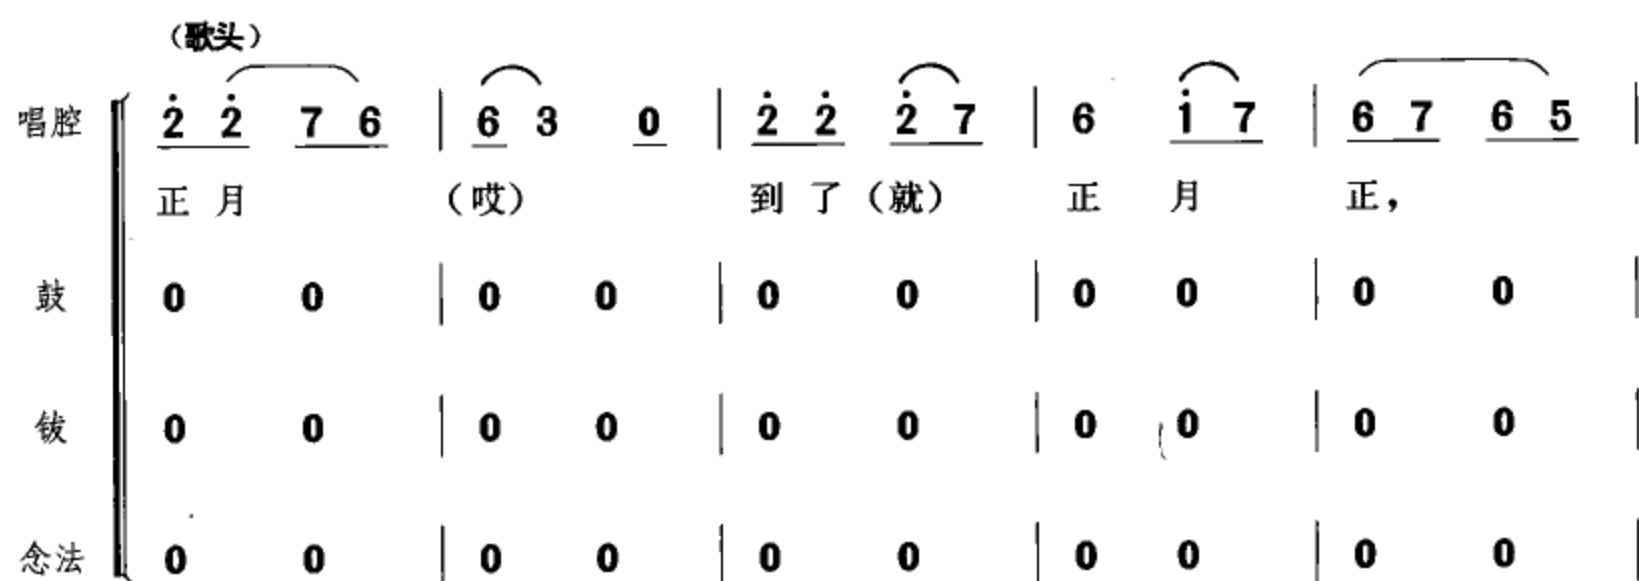 （歌头）
唱腔 2̇ 2̇ 7 6 | 6 3 0 | 2̇ 2̇ 2̇ 7 | 6 1̇ 7 | 6 7 6 5 |
正月 （哎） 到了（就） 正 月 正，
鼓 0 0 | 0 0 | 0 0 | 0 0 | 0 0 |
钹 0 0 | 0 0 | 0 0 | 0 0 | 0 0 |
念法 0 0 | 0 0 | 0 0 | 0 0 | 0 0 |